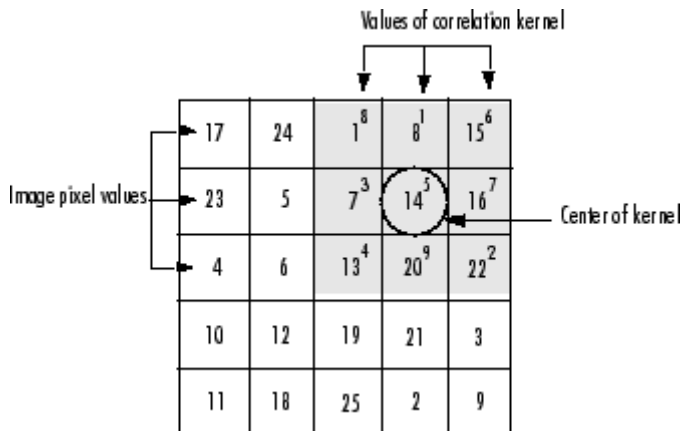 Values of correlation kernel
17 24 1 8 8 1 15 6
Image pixel values 23 5 7 3 14 5 16 7 Center of kernel
4 6 13 4 20 9 22 2
10 12 19 21 3
11 18 25 2 9